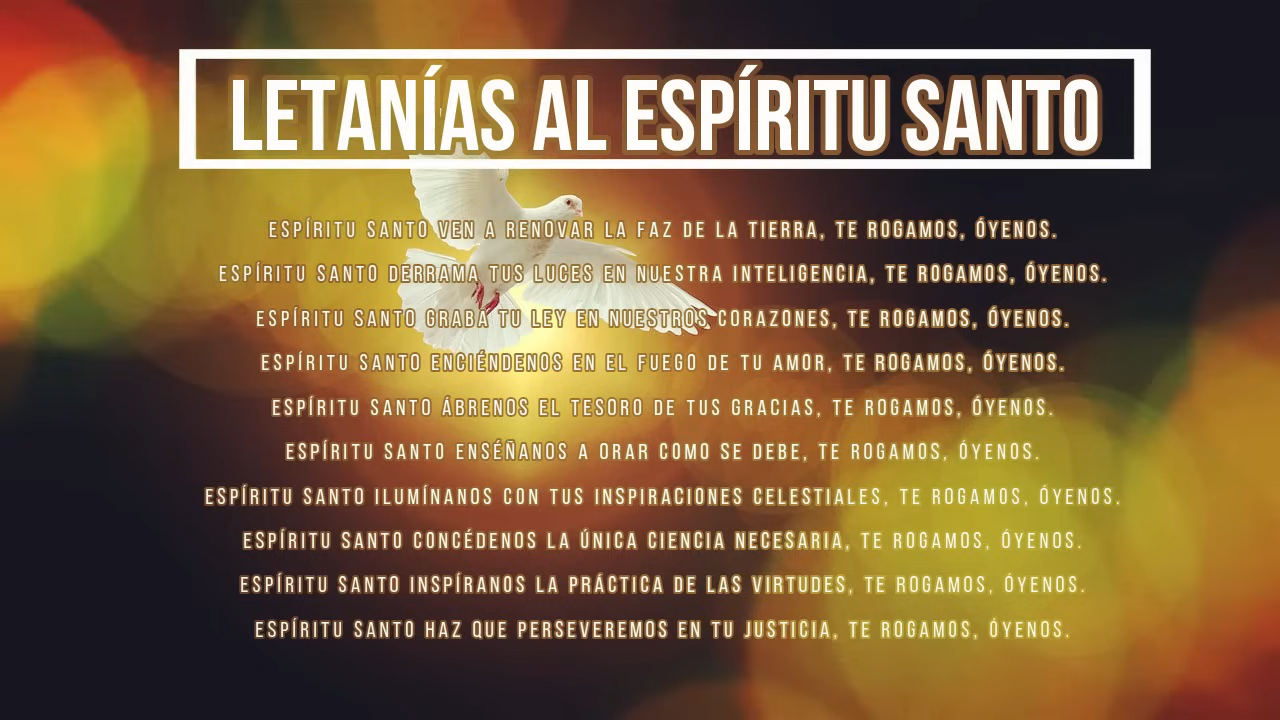 LETANÍAS AL ESPÍRITU SANTO
ESPÍRITU SANTO VEN A RENOVAR LA FAZ DE LA TIERRA, TE ROGAMOS, ÓYENOS.
ESPÍRITU SANTO DERRAMA TUS LUCES EN NUESTRA INTELIGENCIA, TE ROGAMOS, ÓYENOS.
ESPÍRITU SANTO GRABA TU LEY EN NUESTROS CORAZONES, TE ROGAMOS, ÓYENOS.
ESPÍRITU SANTO ENCIÉNDENOS EN EL FUEGO DE TU AMOR, TE ROGAMOS, ÓYENOS.
ESPÍRITU SANTO ÁBRENOS EL TESORO DE TUS GRACIAS, TE ROGAMOS, ÓYENOS.
ESPÍRITU SANTO ENSÉÑANOS A ORAR COMO SE DEBE, TE ROGAMOS, ÓYENOS.
ESPÍRITU SANTO ILUMÍNANOS CON TUS INSPIRACIONES CELESTIALES, TE ROGAMOS, ÓYENOS.
ESPÍRITU SANTO CONCÉDENOS LA ÚNICA CIENCIA NECESARIA, TE ROGAMOS, ÓYENOS.
ESPÍRITU SANTO INSPÍRANOS LA PRÁCTICA DE LAS VIRTUDES, TE ROGAMOS, ÓYENOS.
ESPÍRITU SANTO HAZ QUE PERSEVEREMOS EN TU JUSTICIA, TE ROGAMOS, ÓYENOS.